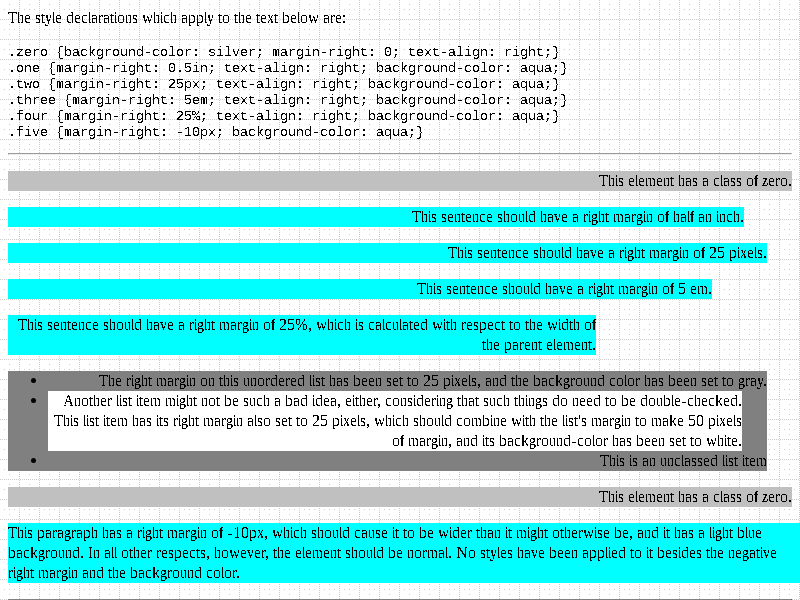 The style declarations which apply to the text below are:
.zero {background-color: silver; margin-right: 0; text-align: right;}
.one {margin-right: 0.5in; text-align: right; background-color: aqua;}
.two {margin-right: 25px; text-align: right; background-color: aqua;}
.three {margin-right: 5em; text-align: right; background-color: aqua;}
.four {margin-right: 25%; text-align: right; background-color: aqua;}
.five {margin-right: -10px; background-color: aqua;}
This element has a class of zero.
This sentence should have a right margin of half an inch.
This sentence should have a right margin of 25 pixels.
This sentence should have a right margin of 5 em.
This sentence should have a right margin of 25%, which is calculated with respect to the width of
the parent element.
• The right margin on this unordered list has been set to 25 pixels, and the background color has been set to gray.
• Another list item might not be such a bad idea, either, considering that such things do need to be double-checked.
This list item has its right margin also set to 25 pixels, which should combine with the list's margin to make 50 pixels
of margin, and its background-color has been set to white.
• This is an unclassed list item
This element has a class of zero.
This paragraph has a right margin of -10px, which should cause it to be wider than it might otherwise be, and it has a light blue
background. In all other respects, however, the element should be normal. No styles have been applied to it besides the negative
right margin and the background color.